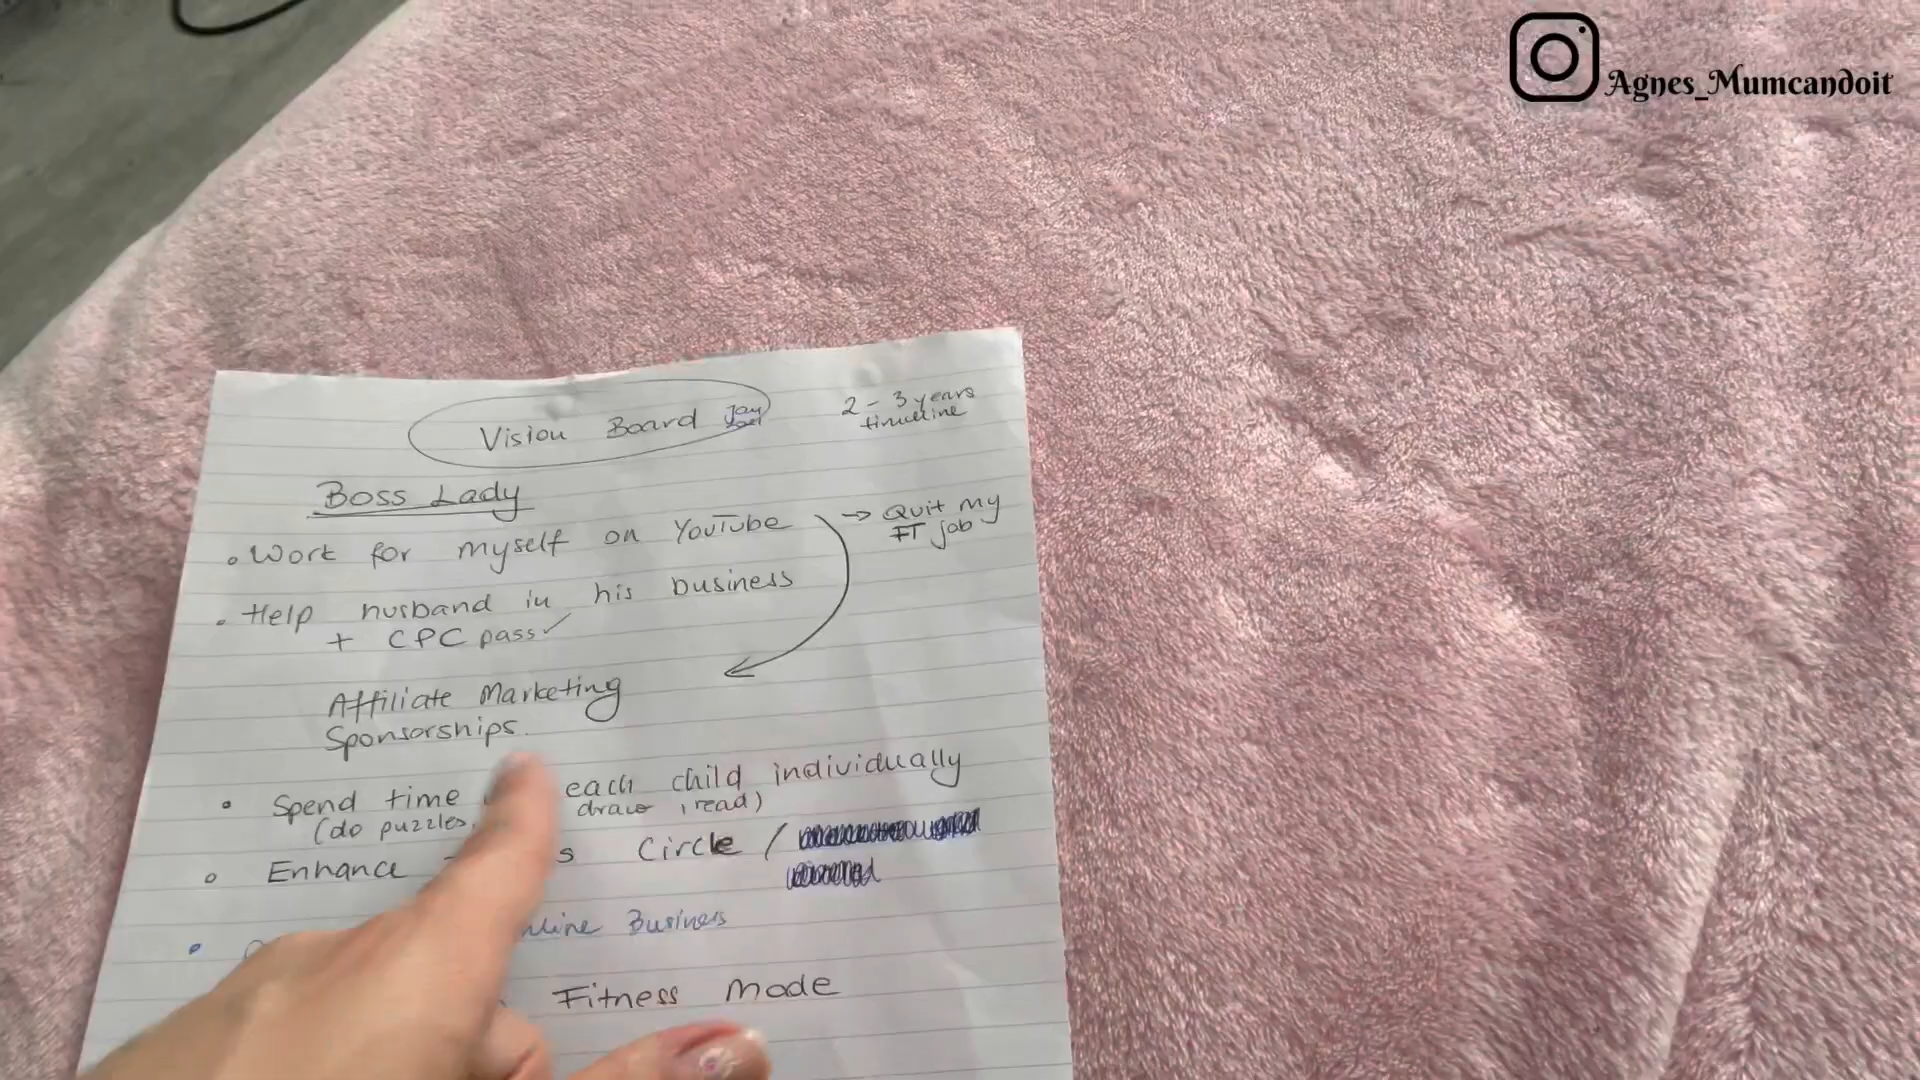 Agnes_Mumcandoit
Vision Board
2 - 3 years
timeline
Boss Lady
Work for myself on YouTube
→ Quit my
FT job
Help husband in his business
+ CPC pass ✓
Affiliate Marketing
Sponsorships.
Spend time each child individually
(do puzzles, draw, read)
Enhance Circle /
Business
Fitness Mode